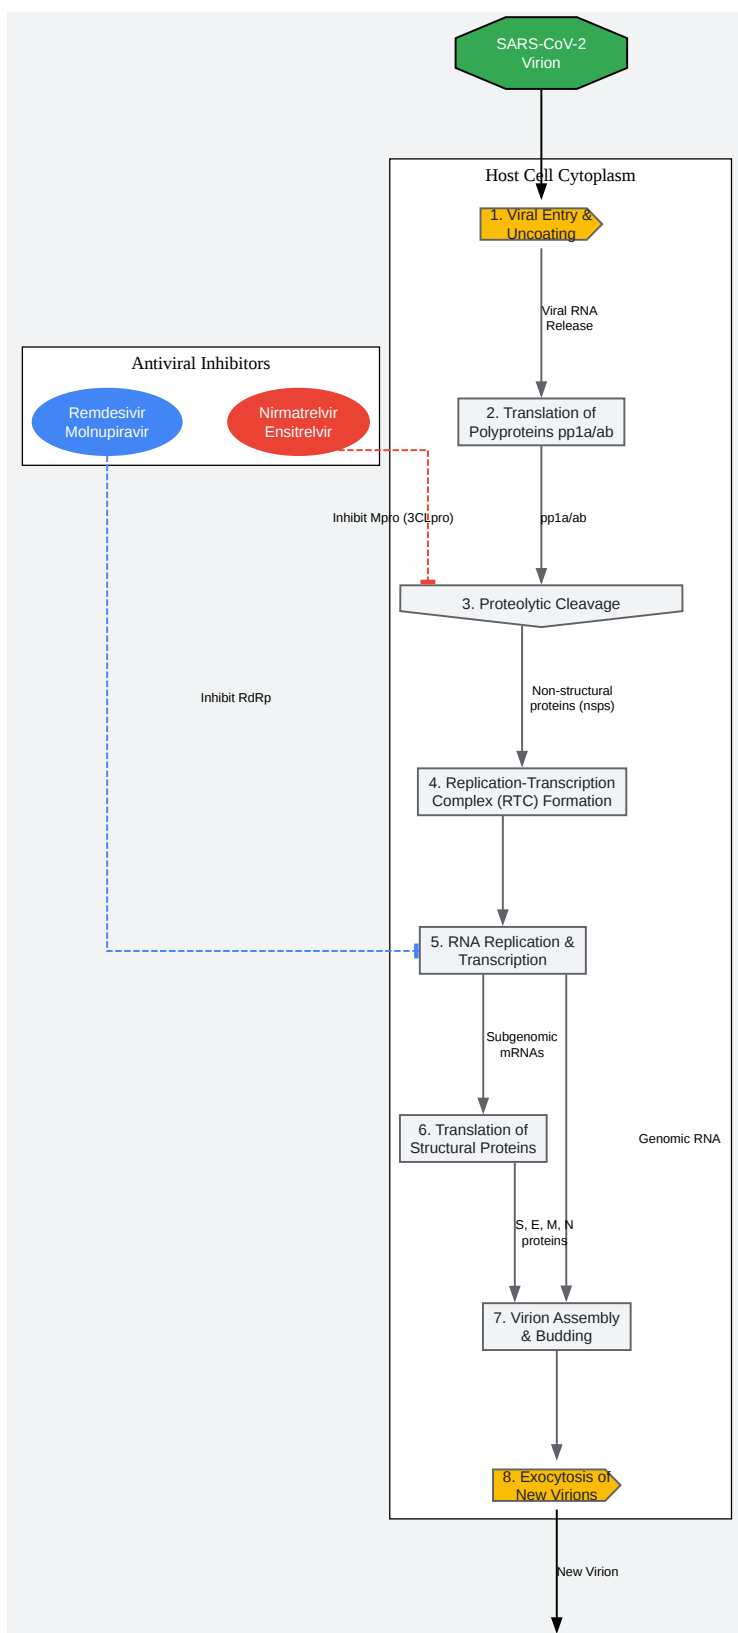 SARS-CoV-2
Virion
Host Cell Cytoplasm
1. Viral Entry &
Uncoating
Viral RNA
Release
Antiviral Inhibitors
Remdesivir
Molnupiravir
Nirmatrelvir
Ensitrelvir
2. Translation of
Polyproteins pp1a/ab
Inhibit Mpro (3CLpro)
pp1a/ab
3. Proteolytic Cleavage
Inhibit RdRp
Non-structural
proteins (nsps)
4. Replication-Transcription
Complex (RTC) Formation
5. RNA Replication &
Transcription
Subgenomic
mRNAs
6. Translation of
Structural Proteins
Genomic RNA
S, E, M, N
proteins
7. Virion Assembly
& Budding
8. Exocytosis of
New Virions
New Virion